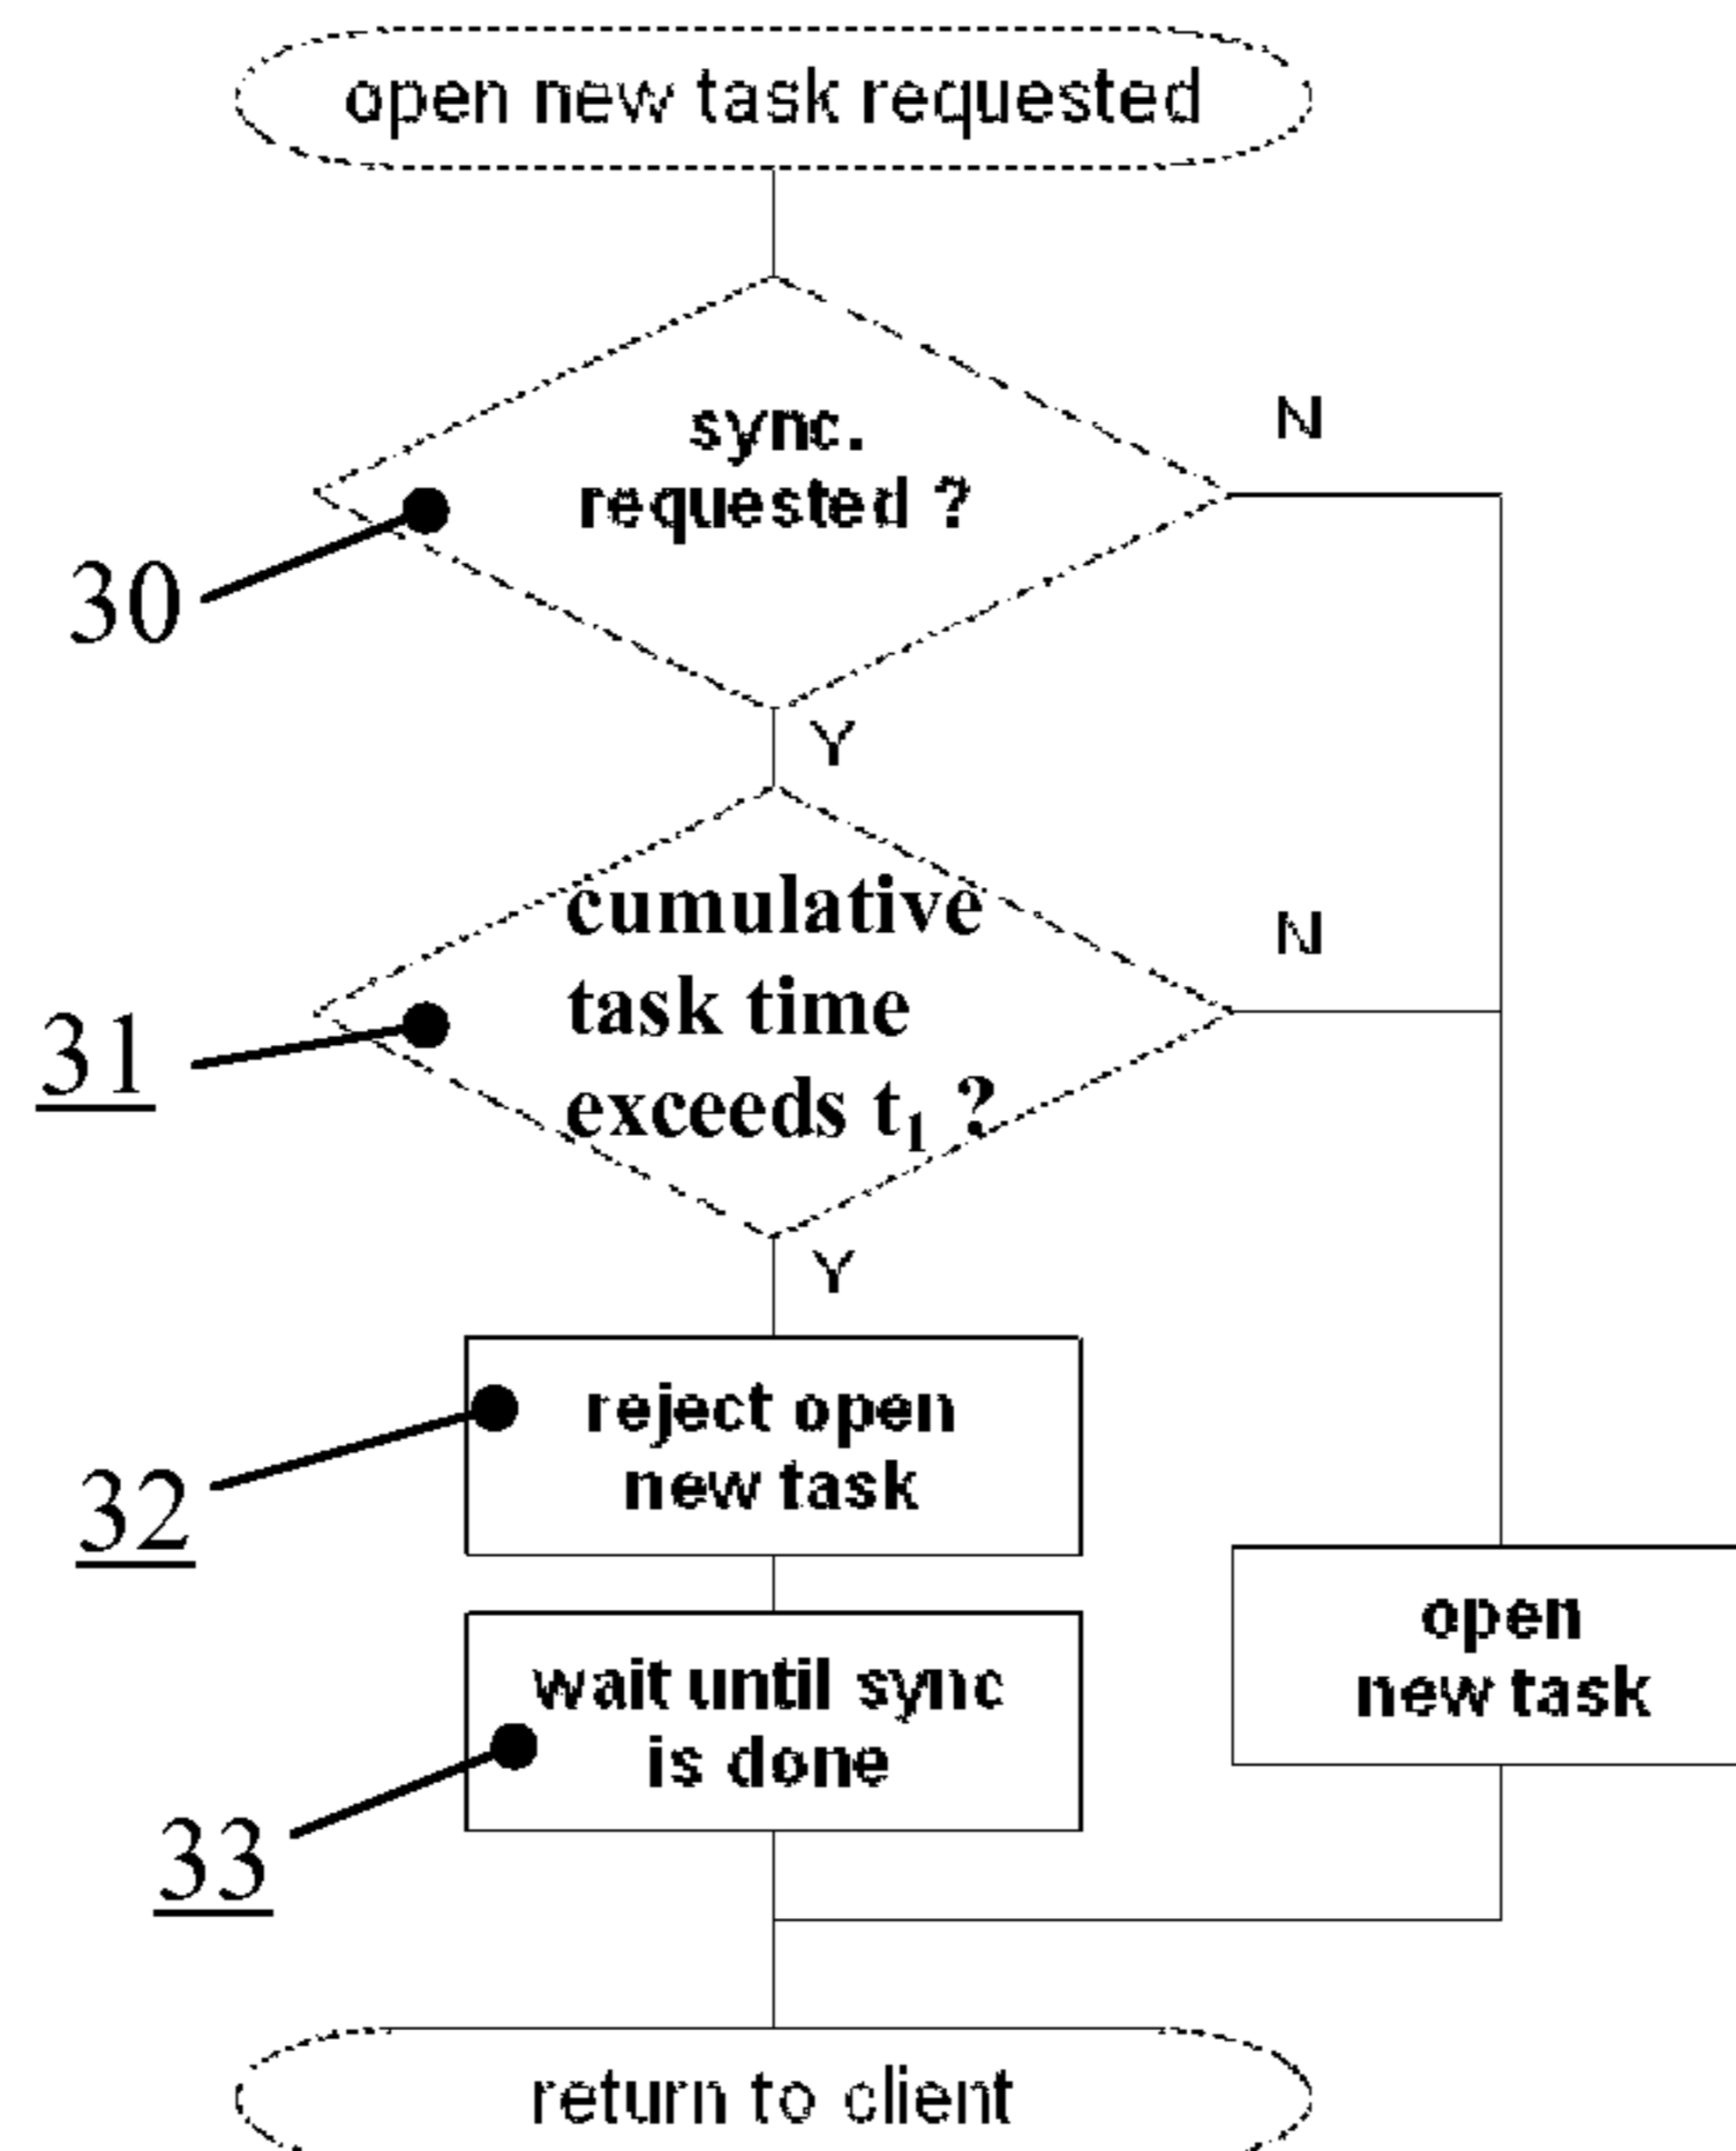 open new task requested
sync.
requested ?
N
30
Y
cumulative
task time
exceeds t₁ ?
N
31
Y
reject open
new task
32
open
new task
wait until sync
is done
33
return to client